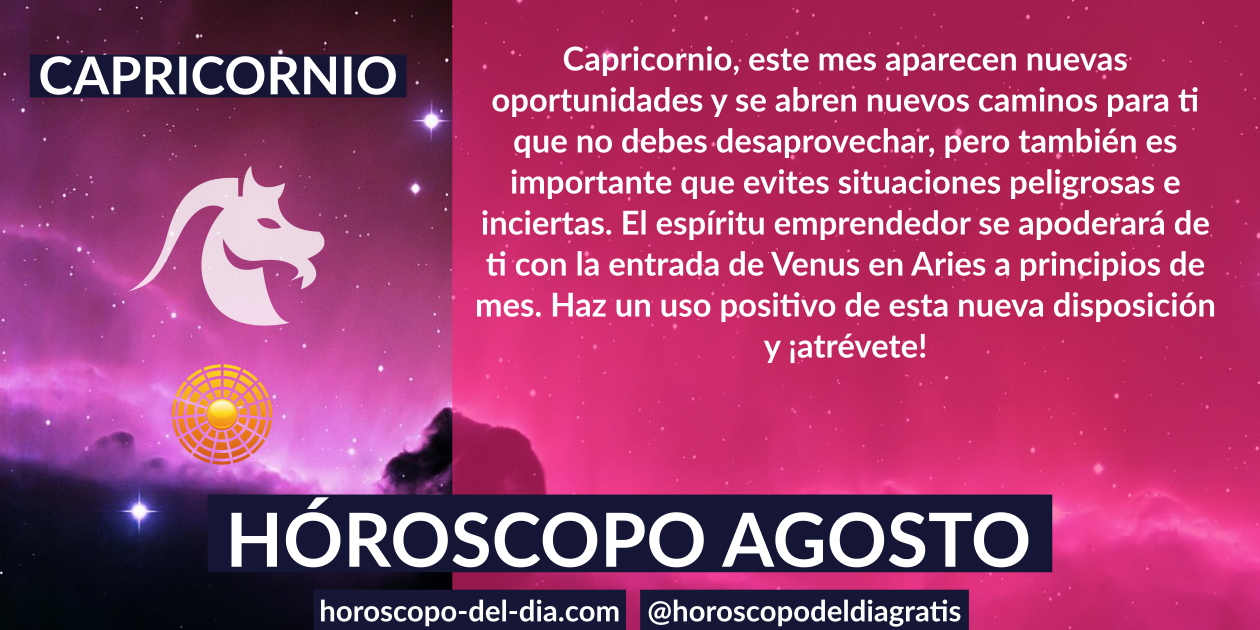 CAPRICORNIO
Capricornio, este mes aparecen nuevas
oportunidades y se abren nuevos caminos para ti
que no debes desaprovechar, pero también es
importante que evites situaciones peligrosas e
inciertas. El espíritu emprendedor se apoderará de
ti con la entrada de Venus en Aries a principios de
mes. Haz un uso positivo de esta nueva disposición
y ¡atrévete!
HÓROSCOPO AGOSTO
horoscopo-del-dia.com
@horoscopodeldiagratis